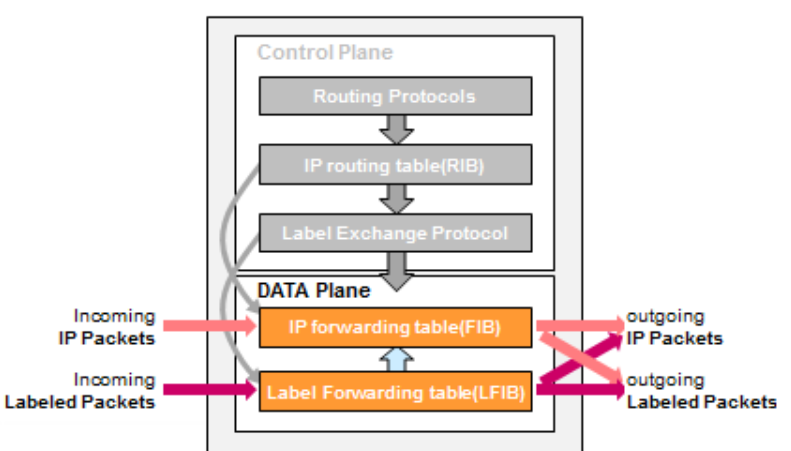 Control Plane
Routing Protocols
IP routing table(RIB)
Label Exchange Protocol
DATA Plane
Incoming
IP Packets
IP forwarding table(FIB)
outgoing
IP Packets
Incoming
Labeled Packets
Label Forwarding table(LFIB)
outgoing
Labeled Packets